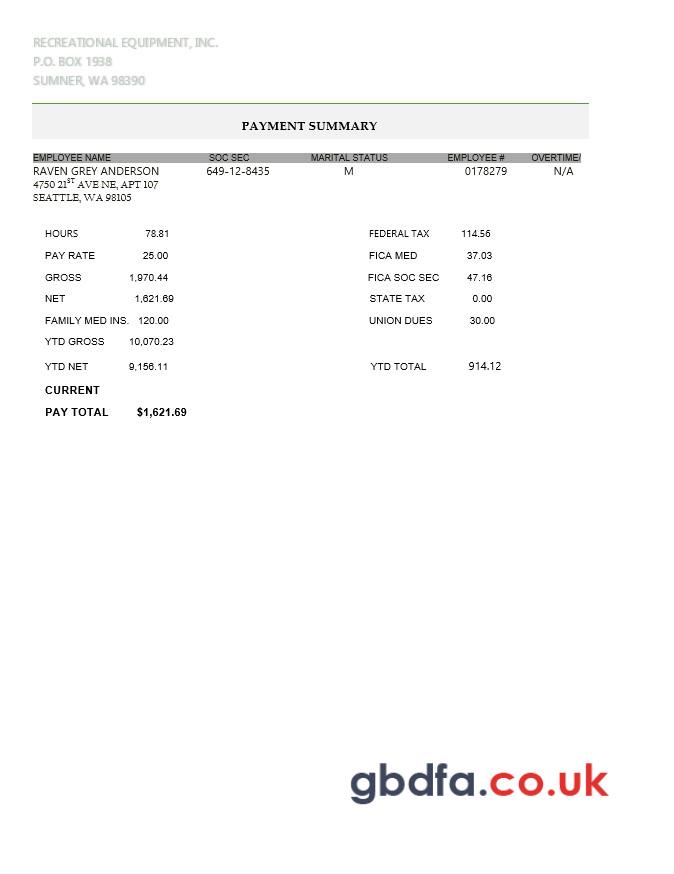 RECREATIONAL EQUIPMENT, INC.
P.O. BOX 1938
SUMNER, WA 98390
PAYMENT SUMMARY
EMPLOYEE NAME SOC SEC MARITAL STATUS EMPLOYEE # OVERTIME/
RAVEN GREY ANDERSON 649-12-8435 M 0178279 N/A
4750 21ST AVE NE, APT 107
SEATTLE, WA 98105
HOURS 78.81 FEDERAL TAX 114.56
PAY RATE 25.00 FICA MED 37.03
GROSS 1,970.44 FICA SOC SEC 47.16
NET 1,621.69 STATE TAX 0.00
FAMILY MED INS. 120.00 UNION DUES 30.00
YTD GROSS 10,070.23
YTD NET 9,156.11 YTD TOTAL 914.12
CURRENT
PAY TOTAL $1,621.69
gbdfa.co.uk